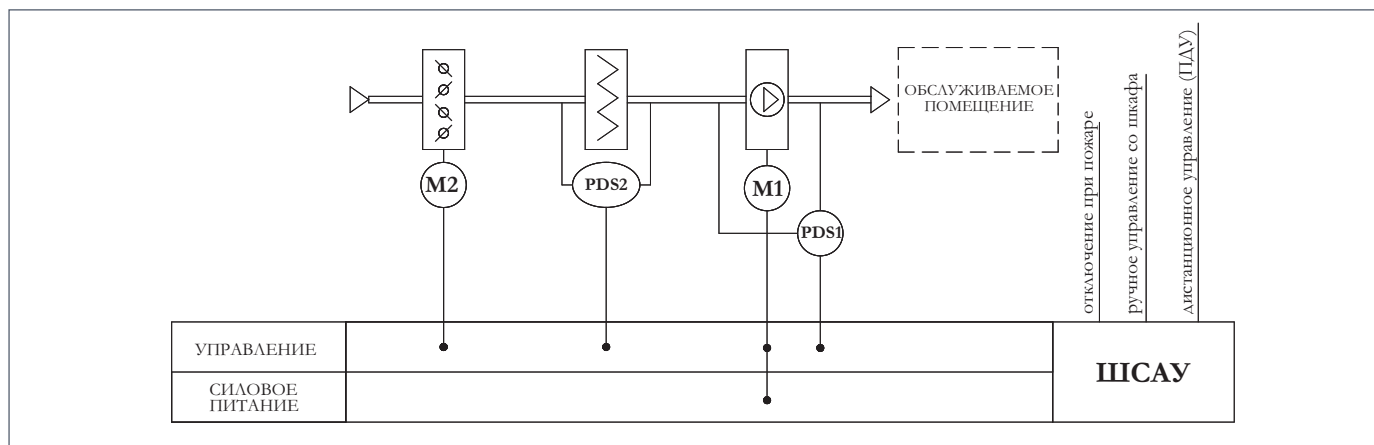 ОБСЛУЖИВАЕМОЕ
ПОМЕЩЕНИЕ
M2
PDS2
M1
PDS1
отключение при пожаре
ручное управление со шкафа
дистанционное управление (ПДУ)
УПРАВЛЕНИЕ
СИЛОВОЕ
ПИТАНИЕ
ШСАУ